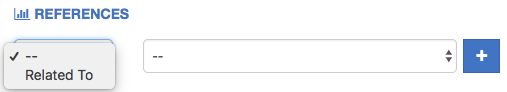 REFERENCES
✓ --
Related To
--
+